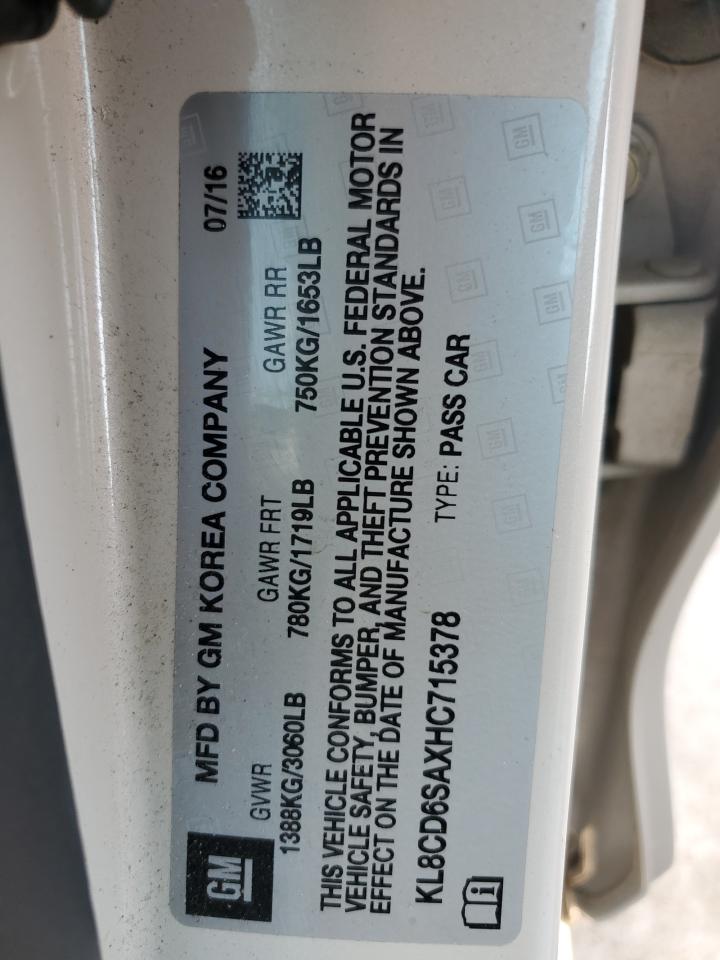 MFD BY GM KOREA COMPANY 07/16
GM
GVWR GAWR FRT GAWR RR
1388KG/3060LB 780KG/1719LB 750KG/1653LB
THIS VEHICLE CONFORMS TO ALL APPLICABLE U.S. FEDERAL MOTOR
VEHICLE SAFETY, BUMPER, AND THEFT PREVENTION STANDARDS IN
EFFECT ON THE DATE OF MANUFACTURE SHOWN ABOVE.
KL8CD6SAXHC715378 TYPE: PASS CAR